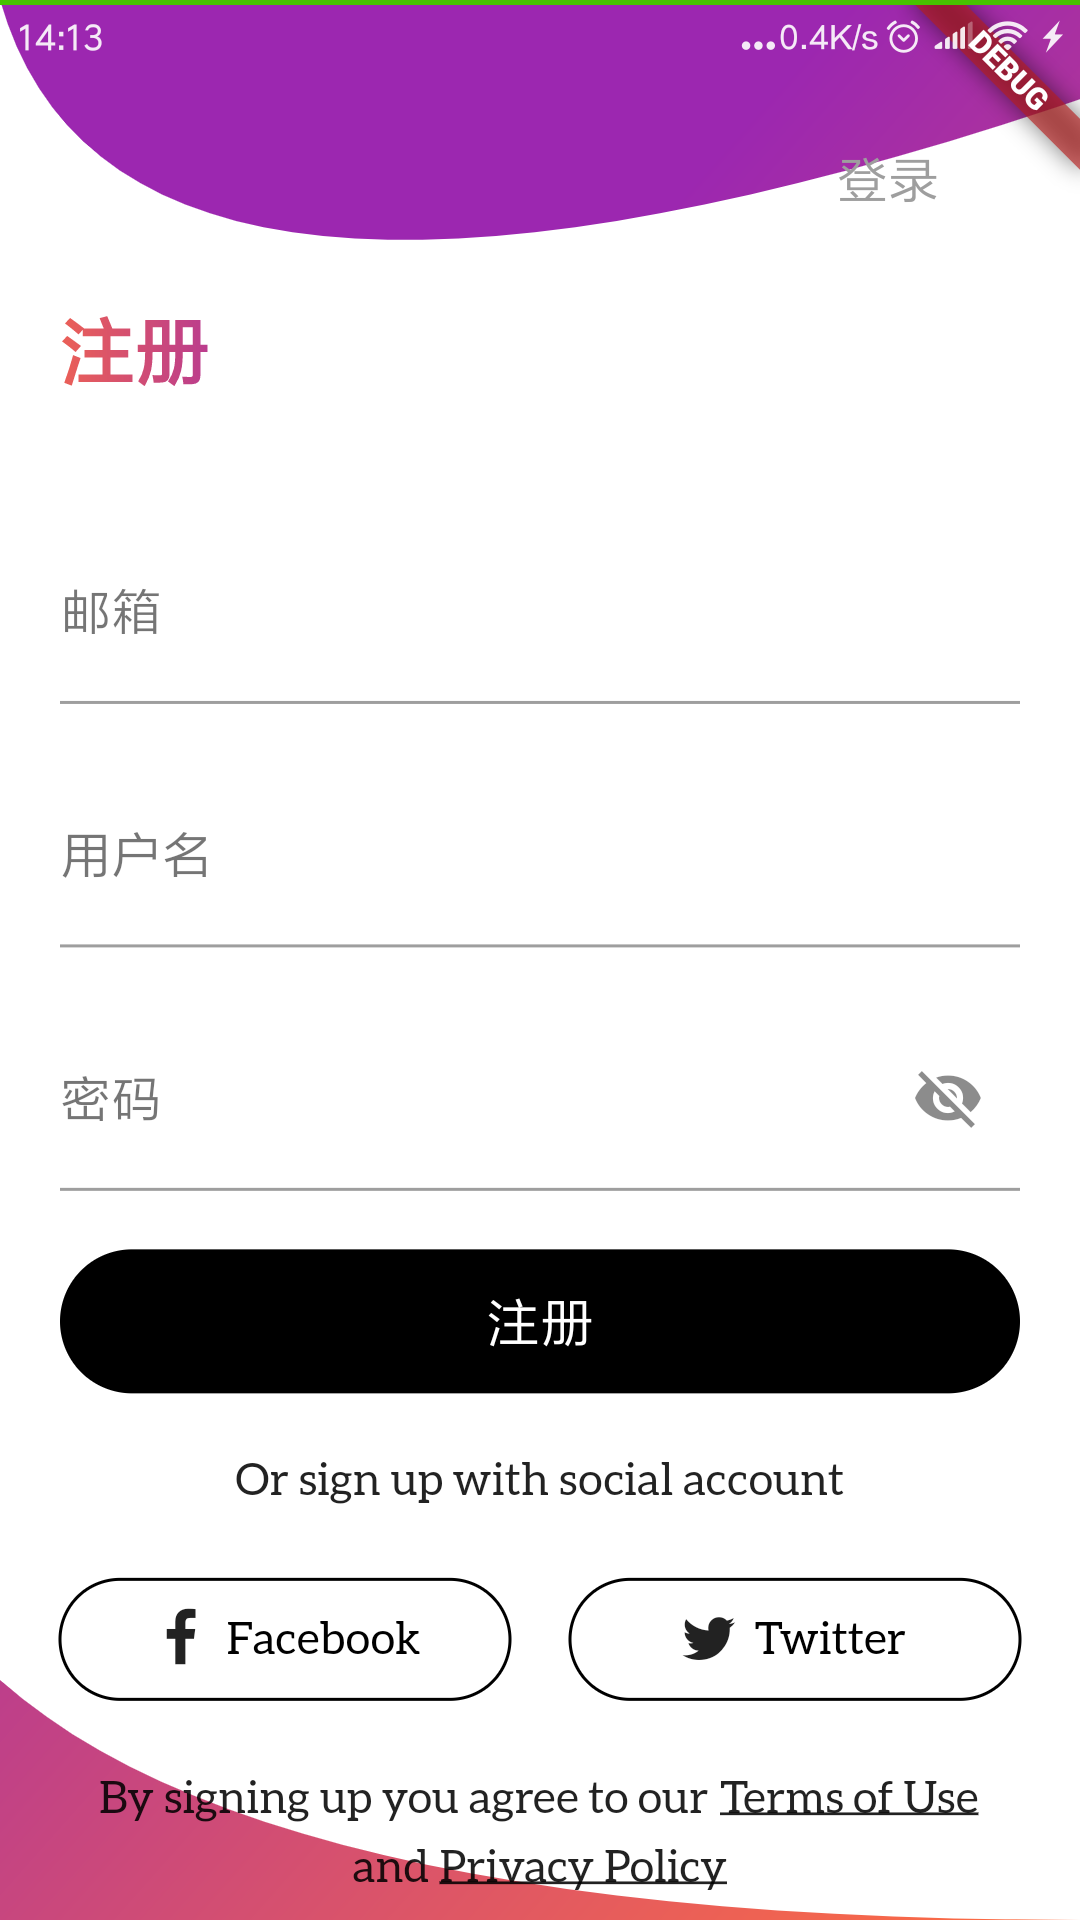 14:13
...0.4K/s
DEBUG
登录
注册
邮箱
用户名
密码
注册
Or sign up with social account
Facebook
Twitter
By signing up you agree to our Terms of Use
and Privacy Policy